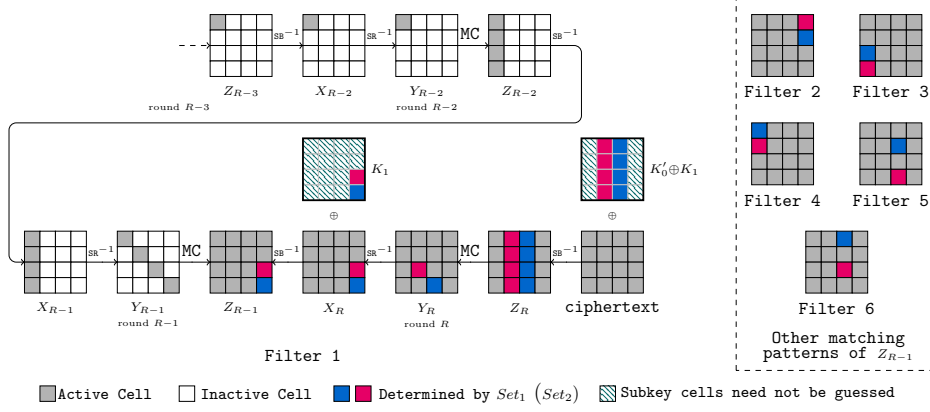 SB⁻¹ SR⁻¹ MC SB⁻¹
Z_{R-3} X_{R-2} Y_{R-2} Z_{R-2}
round R−3 round R−2
Filter 2 Filter 3
K_1 K'_0⊕K_1
⊕ ⊕
Filter 4 Filter 5
SR⁻¹ MC SB⁻¹ SR⁻¹ MC SB⁻¹
X_{R-1} Y_{R-1} Z_{R-1} X_R Y_R Z_R ciphertext
round R−1 round R
Filter 6
Filter 1
Other matching
patterns of Z_{R-1}
Active Cell Inactive Cell Determined by Set_1 (Set_2) Subkey cells need not be guessed